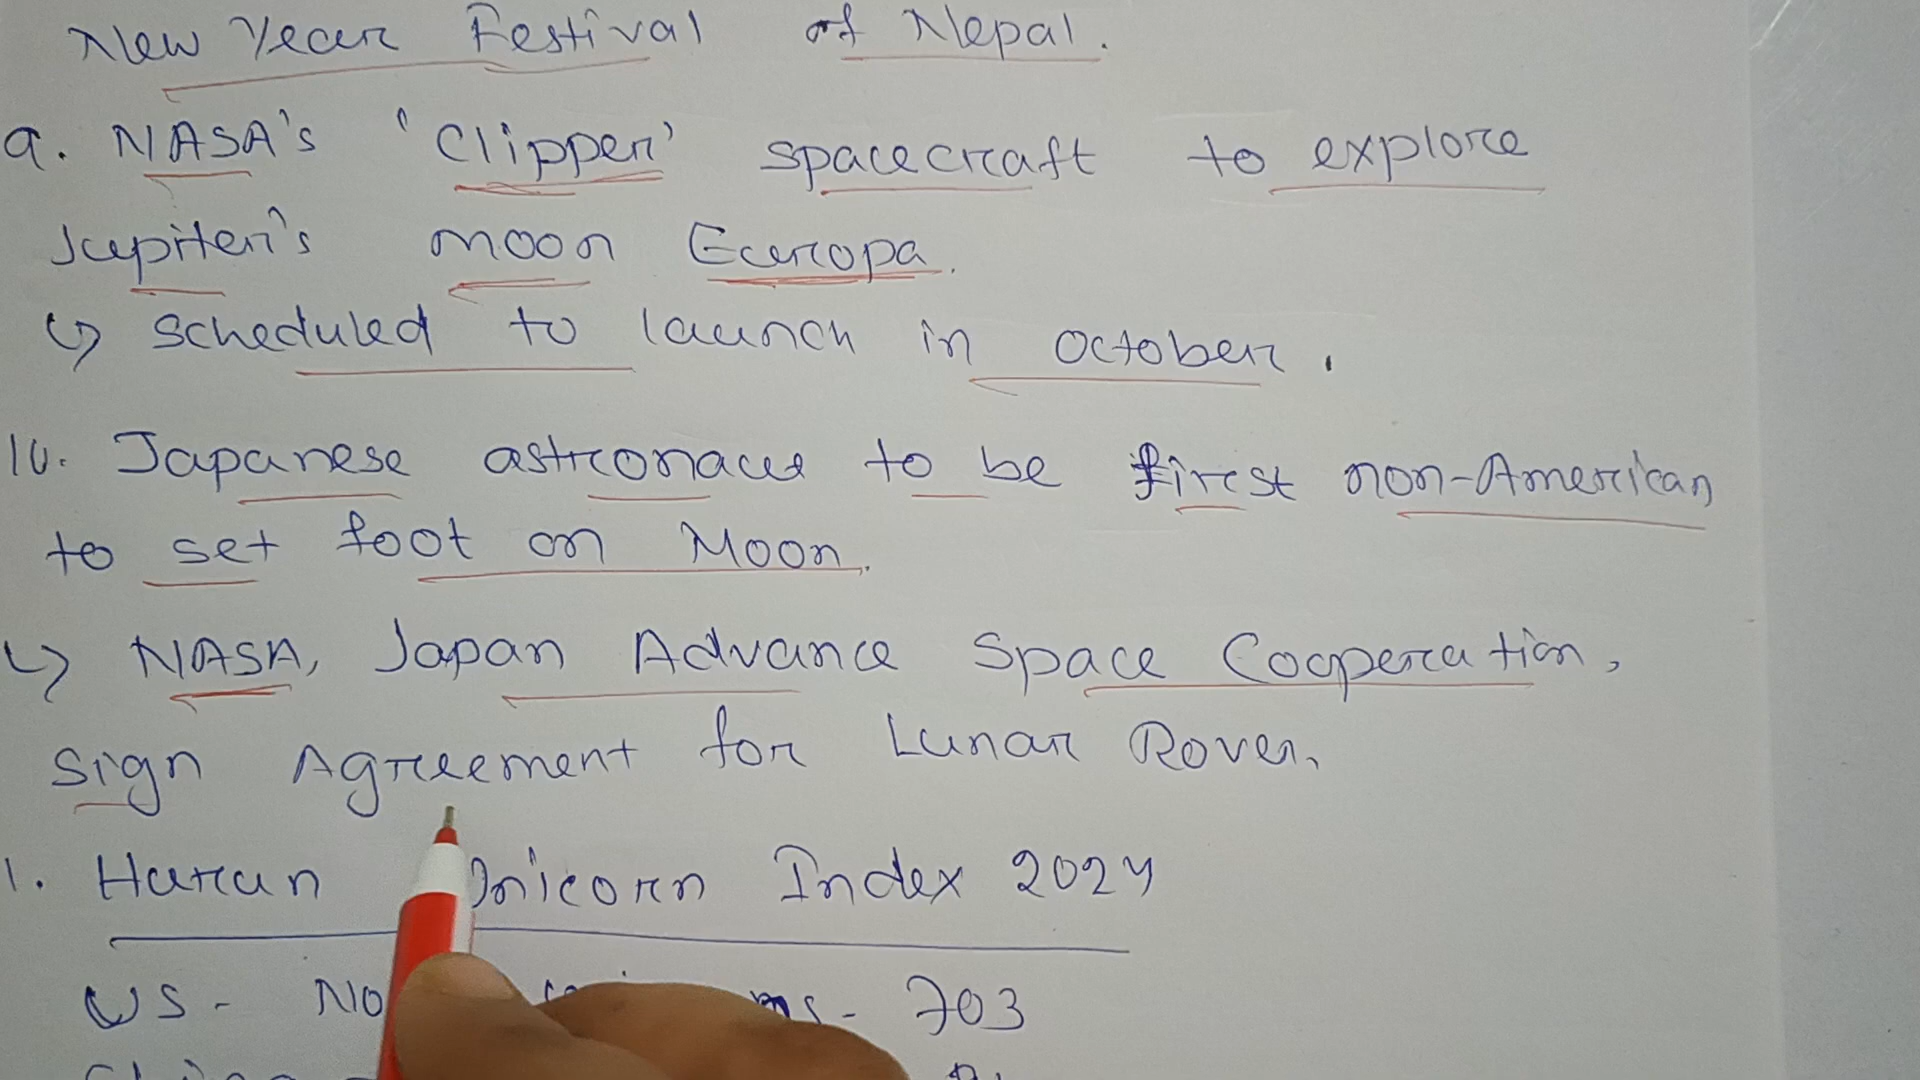 New Year Festival of Nepal.
9. NASA's 'Clipper' spacecraft to explore
Jupiter's moon Europa.
↳ scheduled to launch in October.
10. Japanese astronaut to be first non-American
to set foot on Moon.
↳ NASA, Japan Advance Space Cooperation,
Sign Agreement for Lunar Rover.
1. Hurun Unicorn Index 2024
US - No 703